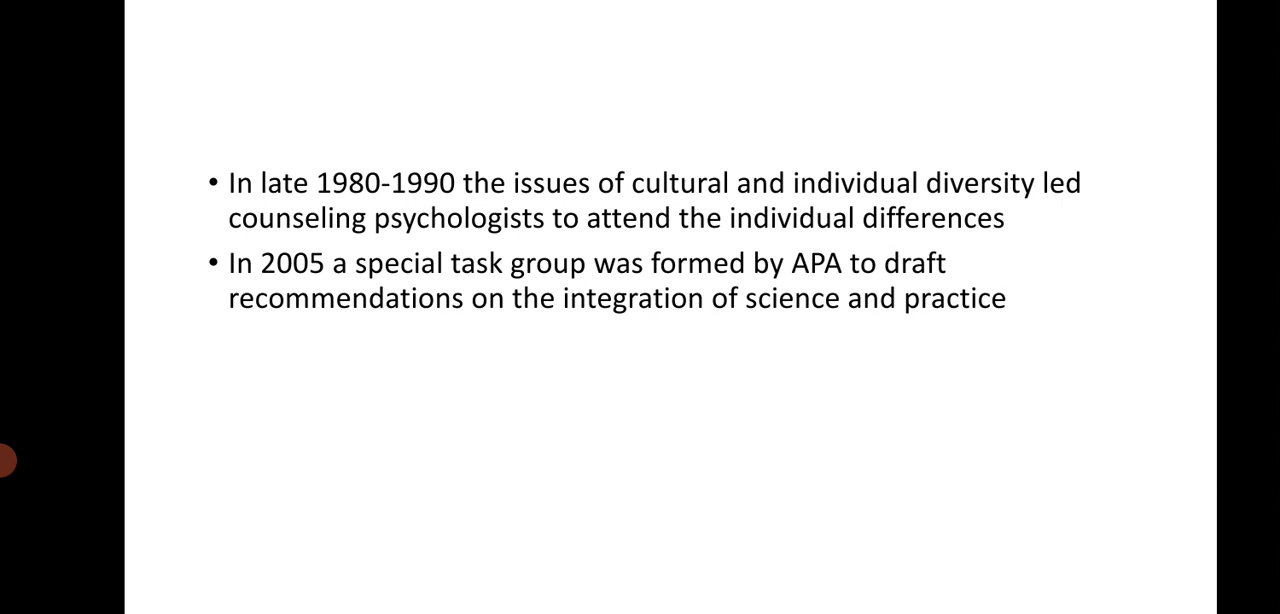 • In late 1980-1990 the issues of cultural and individual diversity led
counseling psychologists to attend the individual differences
• In 2005 a special task group was formed by APA to draft
recommendations on the integration of science and practice